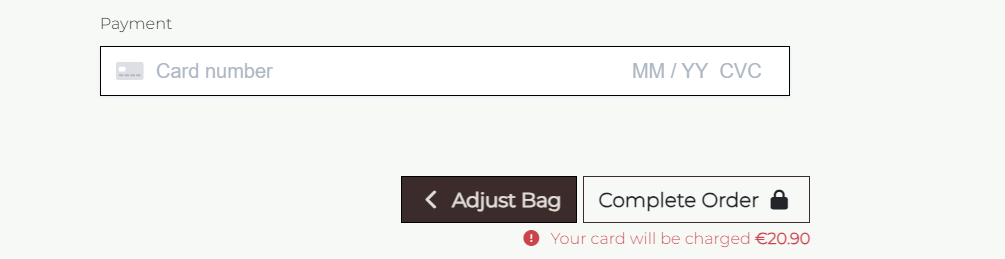 Payment
Card number MM / YY CVC
Adjust Bag Complete Order
Your card will be charged €20.90